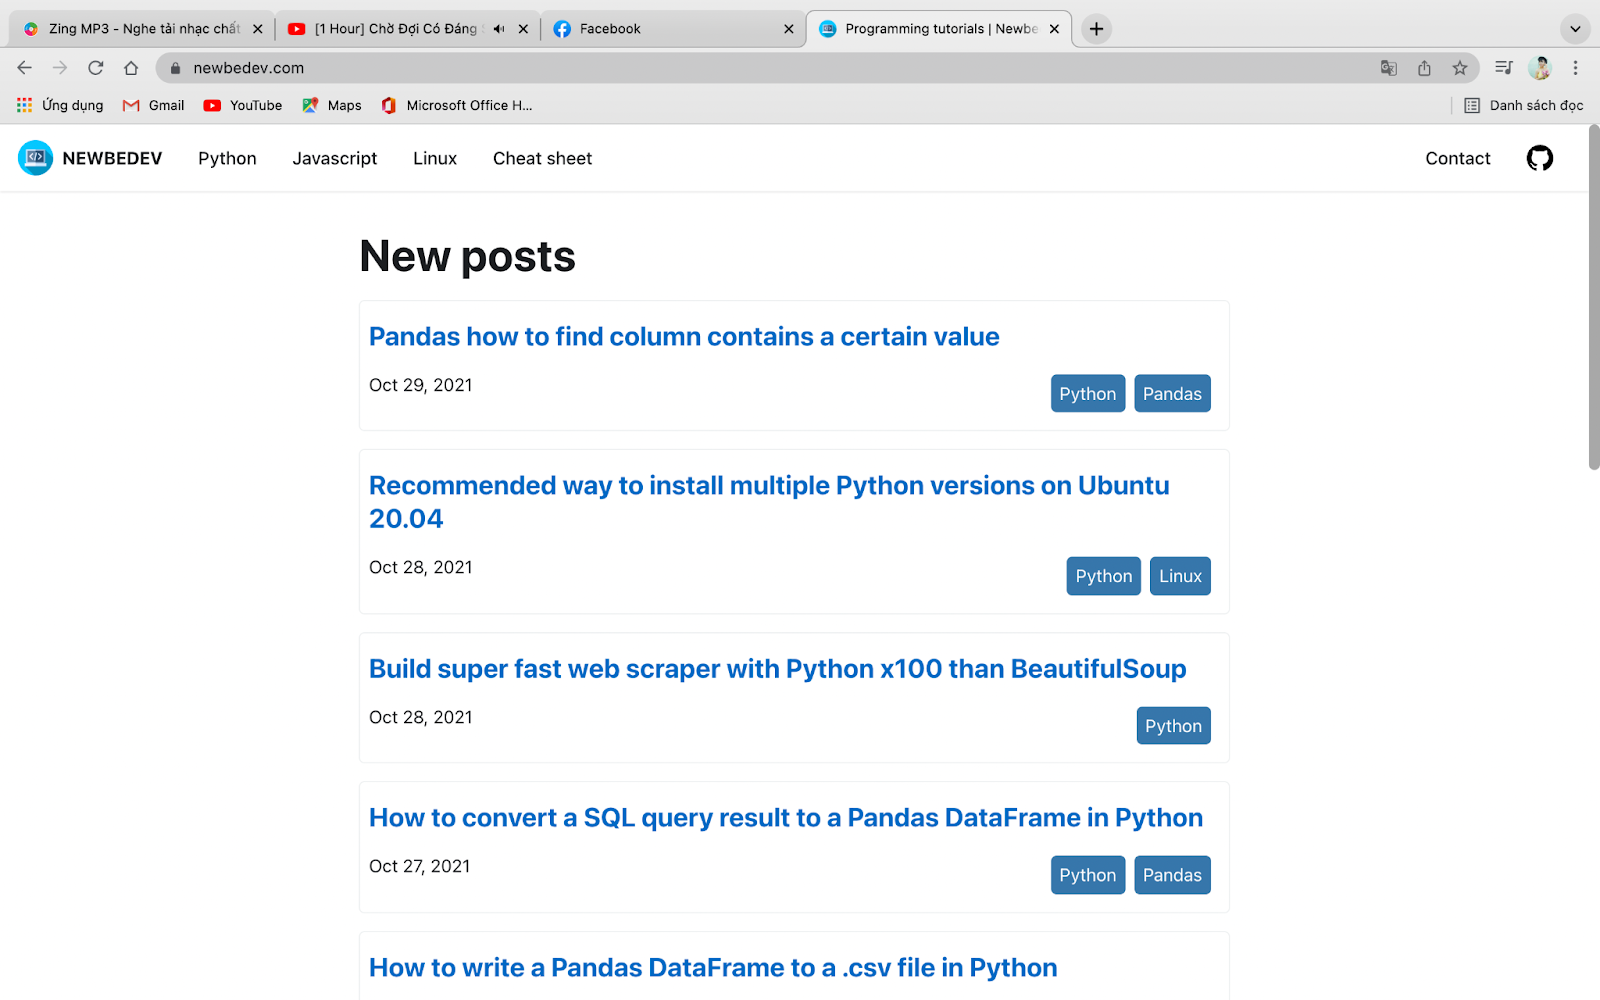 Zing MP3 - Nghe tải nhạc chất
[1 Hour] Chờ Đợi Có Đáng
Facebook
Programming tutorials | Newbe
newbedev.com
Ứng dụng
Gmail
YouTube
Maps
Microsoft Office H...
Danh sách đọc
NEWBEDEV
Python
Javascript
Linux
Cheat sheet
Contact
New posts
Pandas how to find column contains a certain value
Oct 29, 2021
Python
Pandas
Recommended way to install multiple Python versions on Ubuntu
20.04
Oct 28, 2021
Python
Linux
Build super fast web scraper with Python x100 than BeautifulSoup
Oct 28, 2021
Python
How to convert a SQL query result to a Pandas DataFrame in Python
Oct 27, 2021
Python
Pandas
How to write a Pandas DataFrame to a .csv file in Python